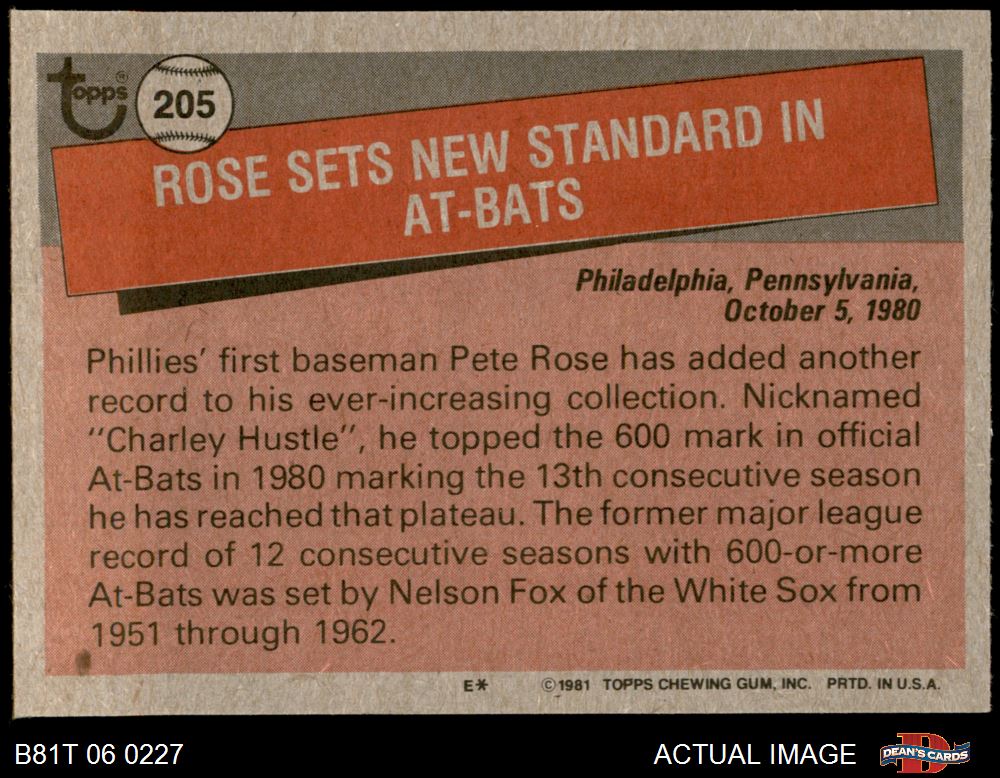 topps®
205
ROSE SETS NEW STANDARD IN
AT-BATS
Philadelphia, Pennsylvania,
October 5, 1980
Phillies' first baseman Pete Rose has added another
record to his ever-increasing collection. Nicknamed
"Charley Hustle", he topped the 600 mark in official
At-Bats in 1980 marking the 13th consecutive season
he has reached that plateau. The former major league
record of 12 consecutive seasons with 600-or-more
At-Bats was set by Nelson Fox of the White Sox from
1951 through 1962.
E* ©1981 TOPPS CHEWING GUM, INC. PRTD. IN U.S.A.
B81T 06 0227 ACTUAL IMAGE DEAN'S CARDS